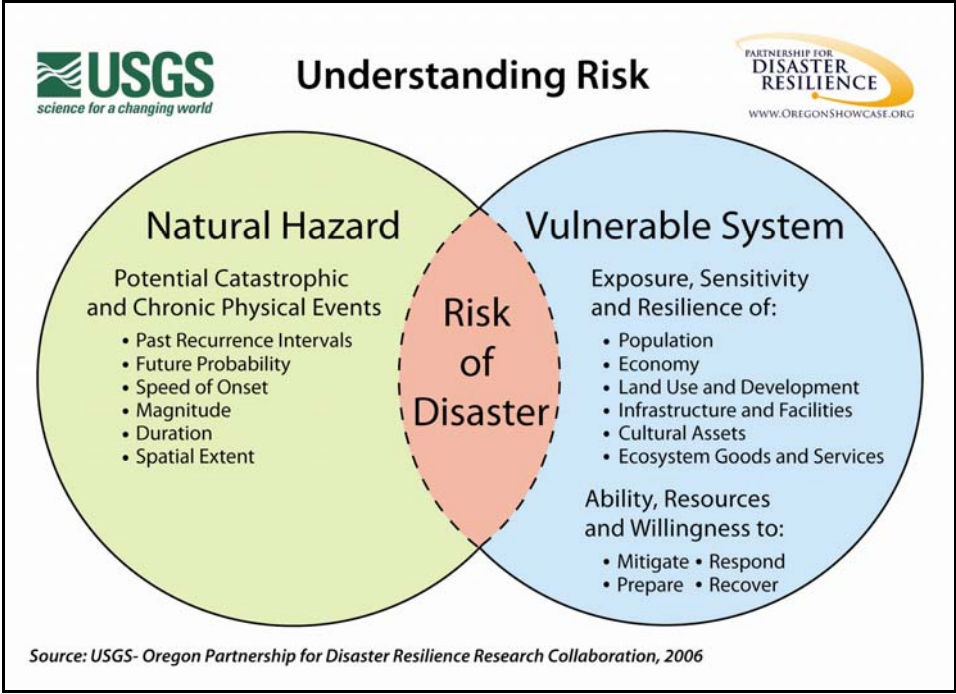 USGS
science for a changing world
Understanding Risk
PARTNERSHIP FOR
DISASTER
RESILIENCE
WWW.OREGONSHOWCASE.ORG
Natural Hazard
Potential Catastrophic
and Chronic Physical Events
• Past Recurrence Intervals
• Future Probability
• Speed of Onset
• Magnitude
• Duration
• Spatial Extent
Risk
of
Disaster
Vulnerable System
Exposure, Sensitivity
and Resilience of:
• Population
• Economy
• Land Use and Development
• Infrastructure and Facilities
• Cultural Assets
• Ecosystem Goods and Services
Ability, Resources
and Willingness to:
• Mitigate • Respond
• Prepare • Recover
Source: USGS- Oregon Partnership for Disaster Resilience Research Collaboration, 2006